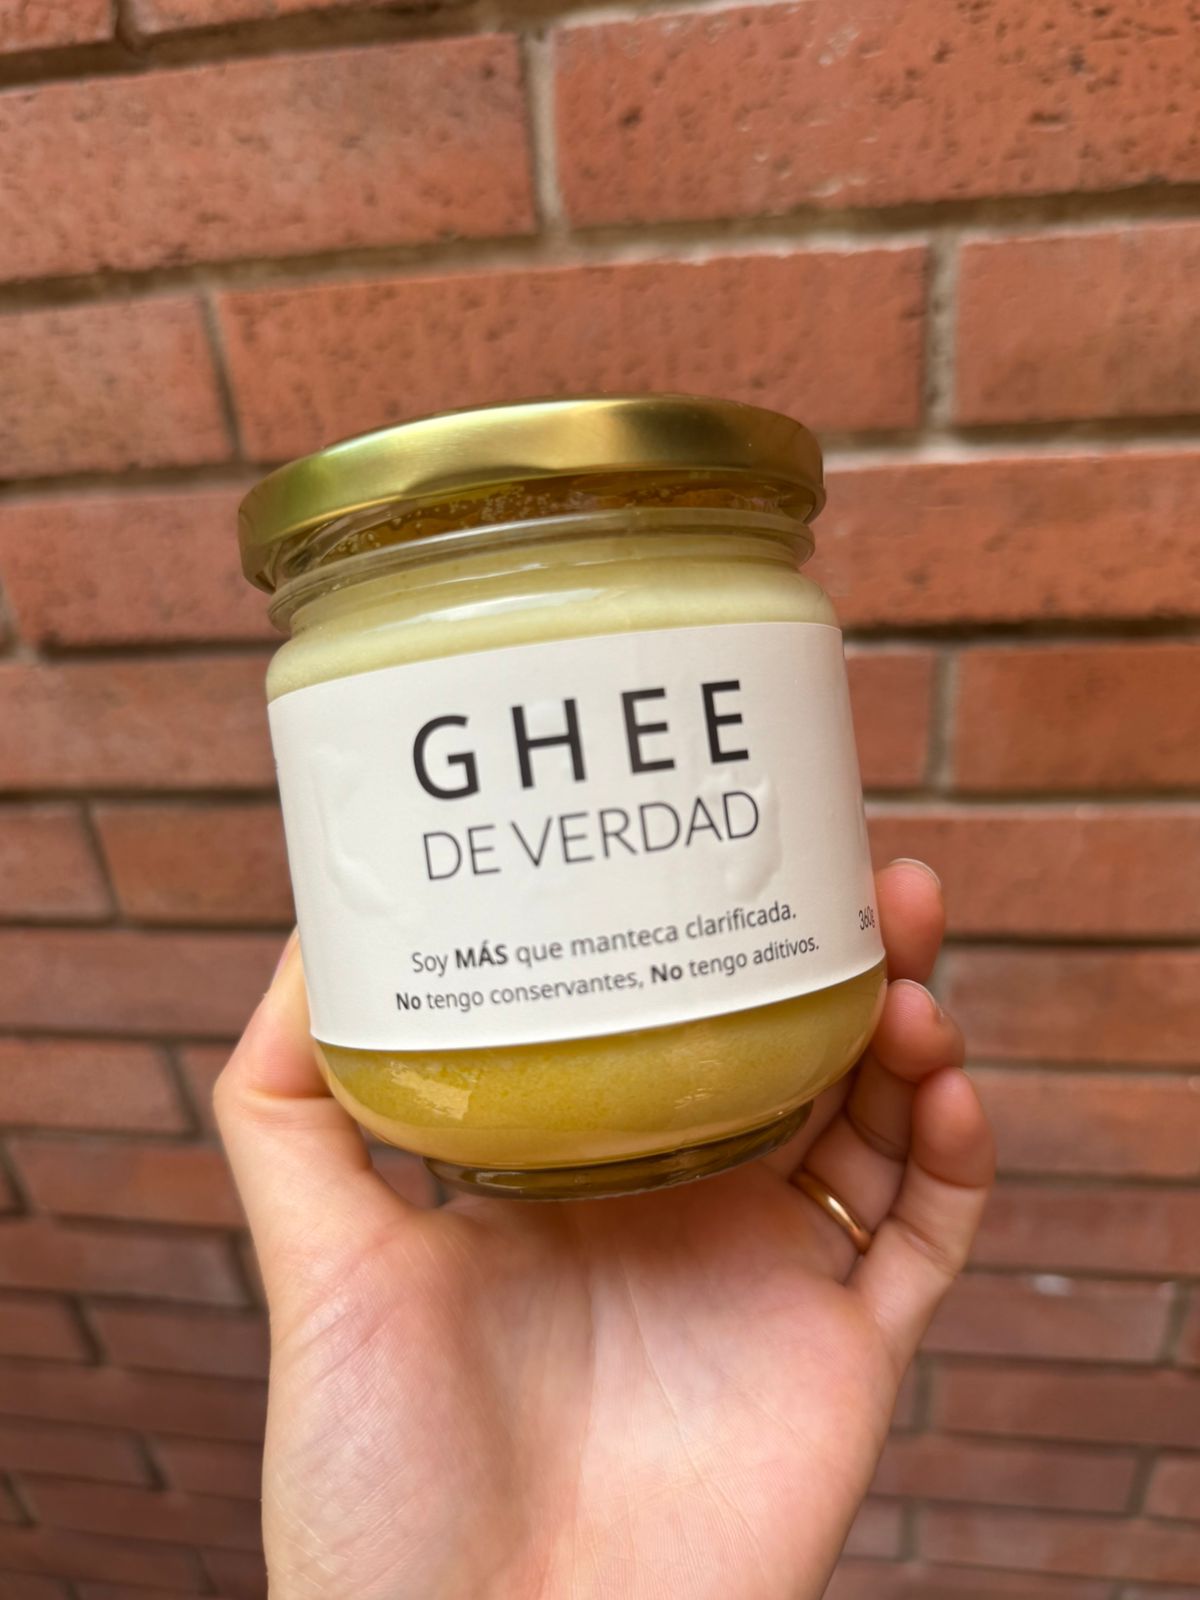 GHEE
DE VERDAD
Soy MÁS que manteca clarificada.
No tengo conservantes, No tengo aditivos.
360g